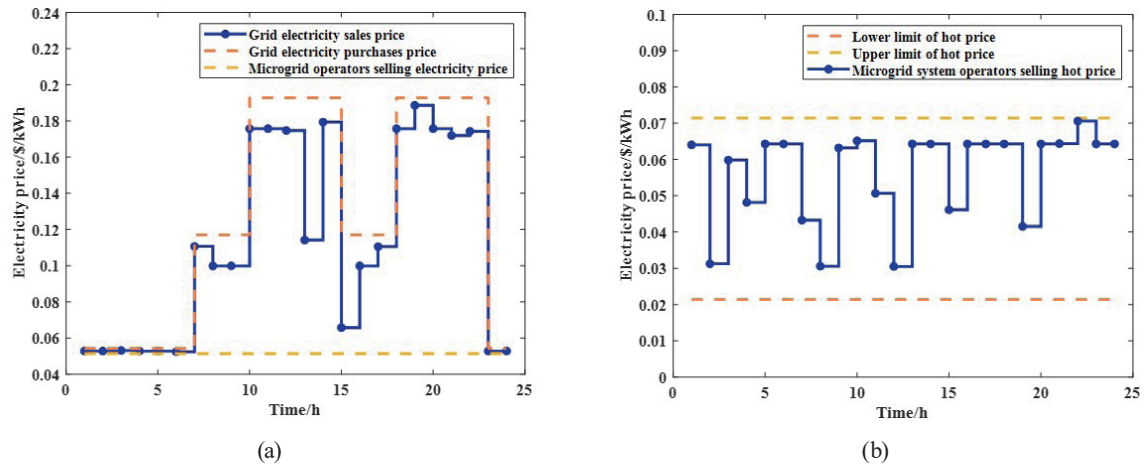 0.24
0.22
0.2
0.18
0.16
0.14
0.12
0.1
0.08
0.06
0.04
Electricity price/$/kWh
Grid electricity sales price
Grid electricity purchases price
Microgrid operators selling electricity price
0 5 10 15 20 25
Time/h
(a)
0.1
0.09
0.08
0.07
0.06
0.05
0.04
0.03
0.02
0.01
0
Electricity price/$/kWh
Lower limit of hot price
Upper limit of hot price
Microgrid system operators selling hot price
0 5 10 15 20 25
Time/h
(b)